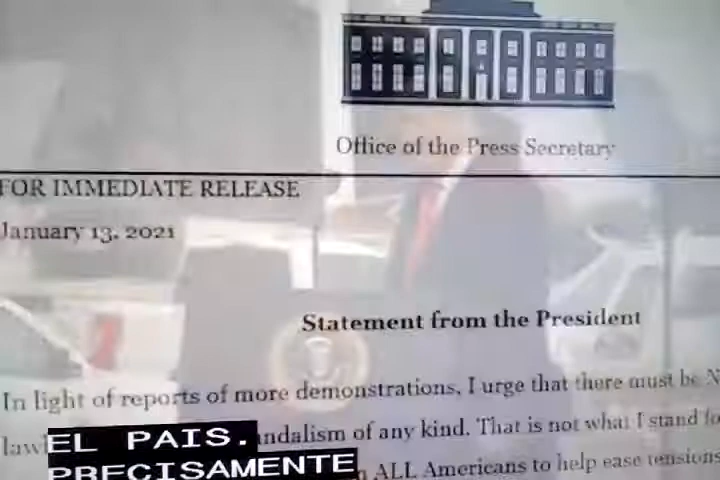 Office of the Press Secretary
FOR IMMEDIATE RELEASE
January 13, 2021
Statement from the President
In light of reports of more demonstrations, I urge that there must be
EL PAIS.
of any kind. That is not what I stand
PRECISAMENTE
ALL Americans to help ease tensions